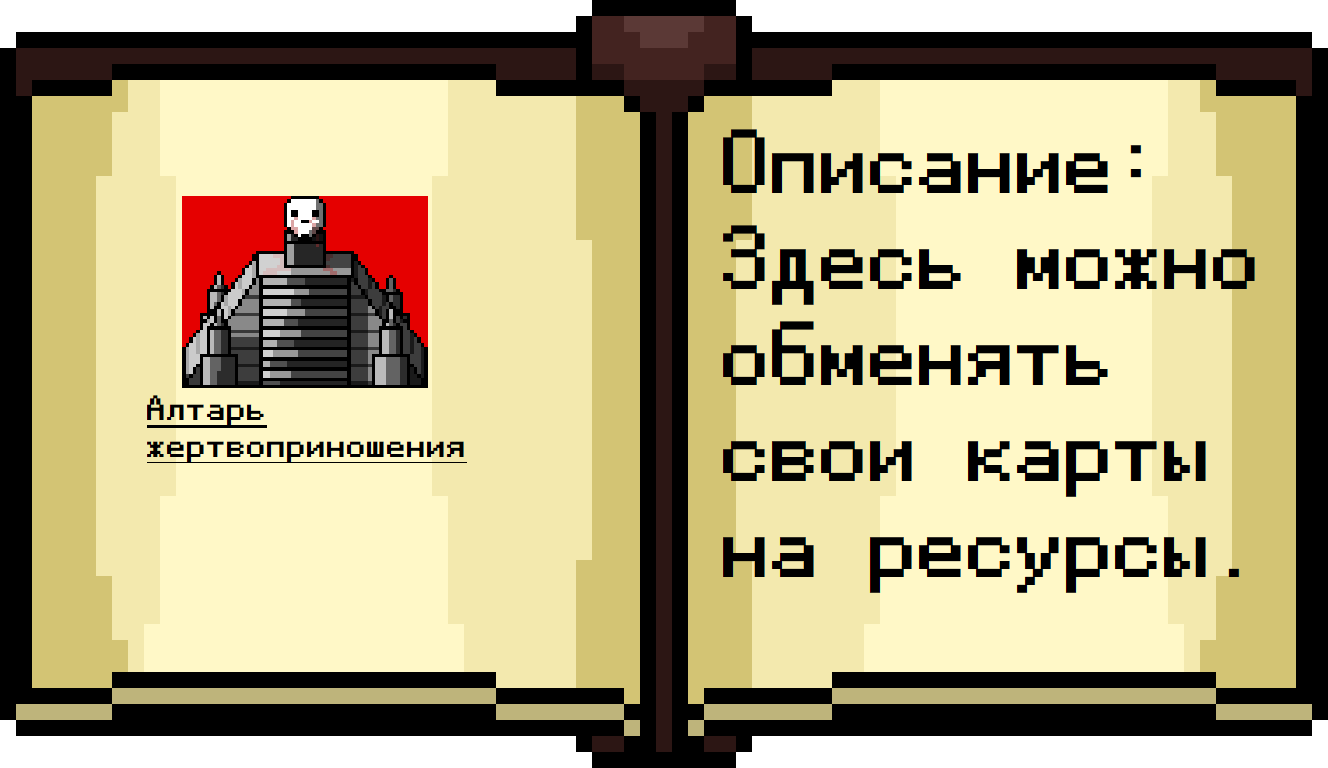 Алтарь
жертвоприношения
Описание:
Здесь можно
обменять
свои карты
на ресурсы.